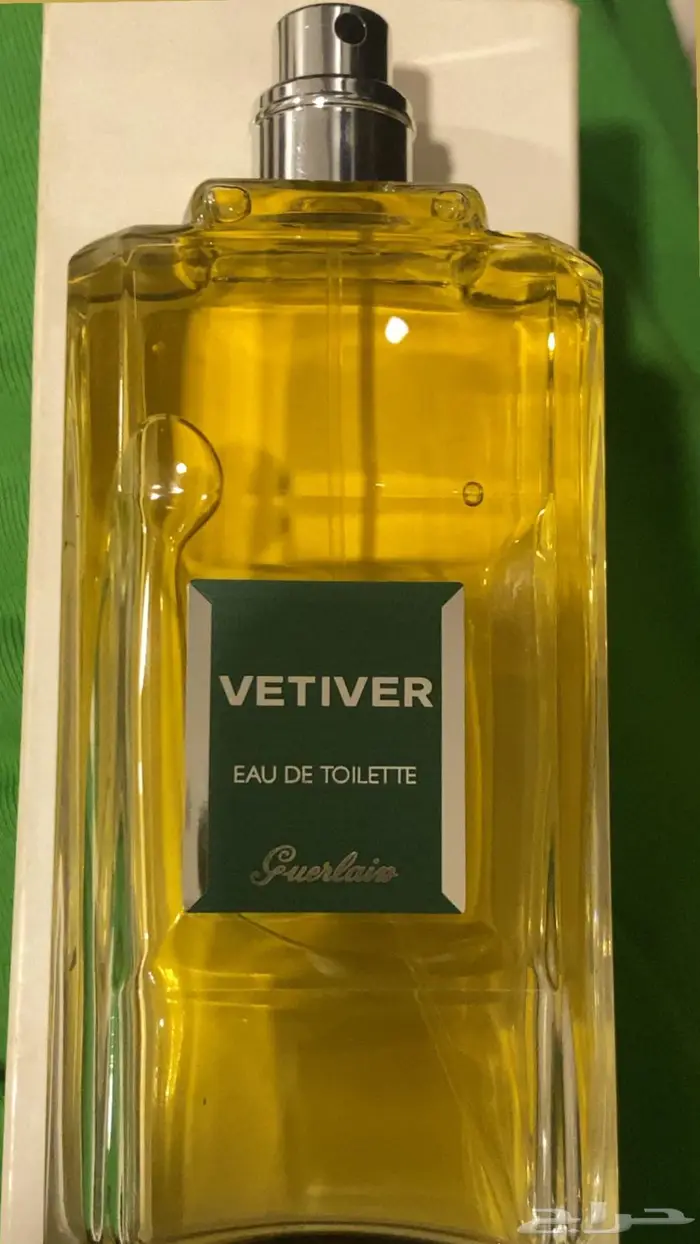 VETIVER
EAU DE TOILETTE
Guerlain
حراج